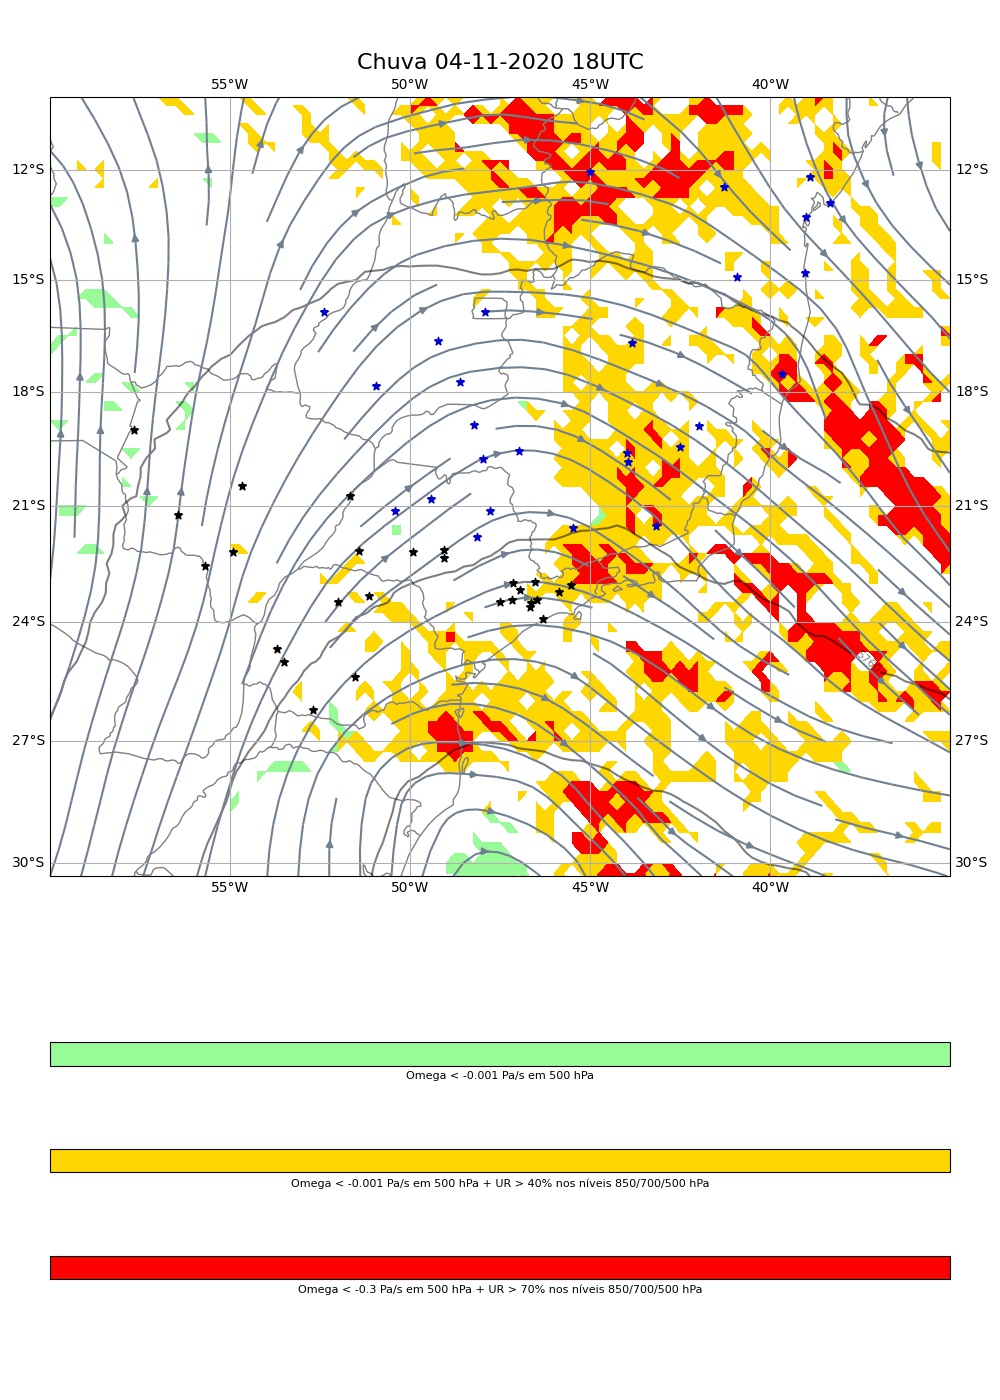 Chuva 04-11-2020 18UTC
55°W 50°W 45°W 40°W
12°S 12°S
15°S 15°S
18°S 18°S
21°S 21°S
24°S 24°S
27°S 27°S
30°S 30°S
55°W 50°W 45°W 40°W
Omega < -0.001 Pa/s em 500 hPa
Omega < -0.001 Pa/s em 500 hPa + UR > 40% nos níveis 850/700/500 hPa
Omega < -0.3 Pa/s em 500 hPa + UR > 70% nos níveis 850/700/500 hPa